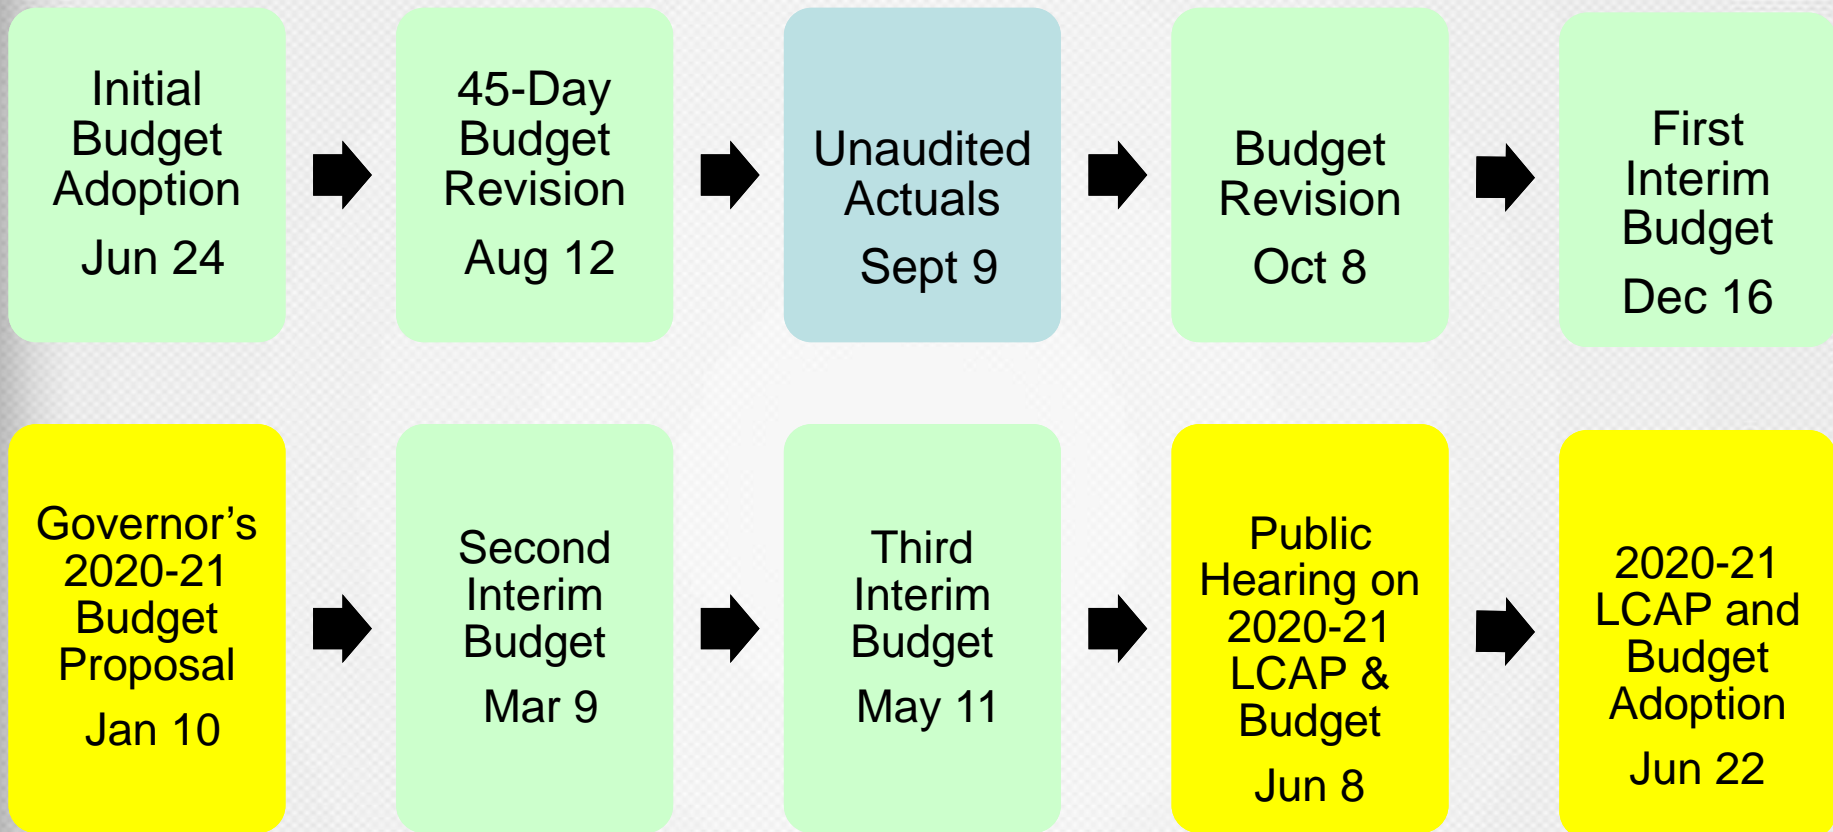 Initial
Budget
Adoption
Jun 24
45-Day
Budget
Revision
Aug 12
Unaudited
Actuals
Sept 9
Budget
Revision
Oct 8
First
Interim
Budget
Dec 16
Governor’s
2020-21
Budget
Proposal
Jan 10
Second
Interim
Budget
Mar 9
Third
Interim
Budget
May 11
Public
Hearing on
2020-21
LCAP &
Budget
Jun 8
2020-21
LCAP and
Budget
Adoption
Jun 22